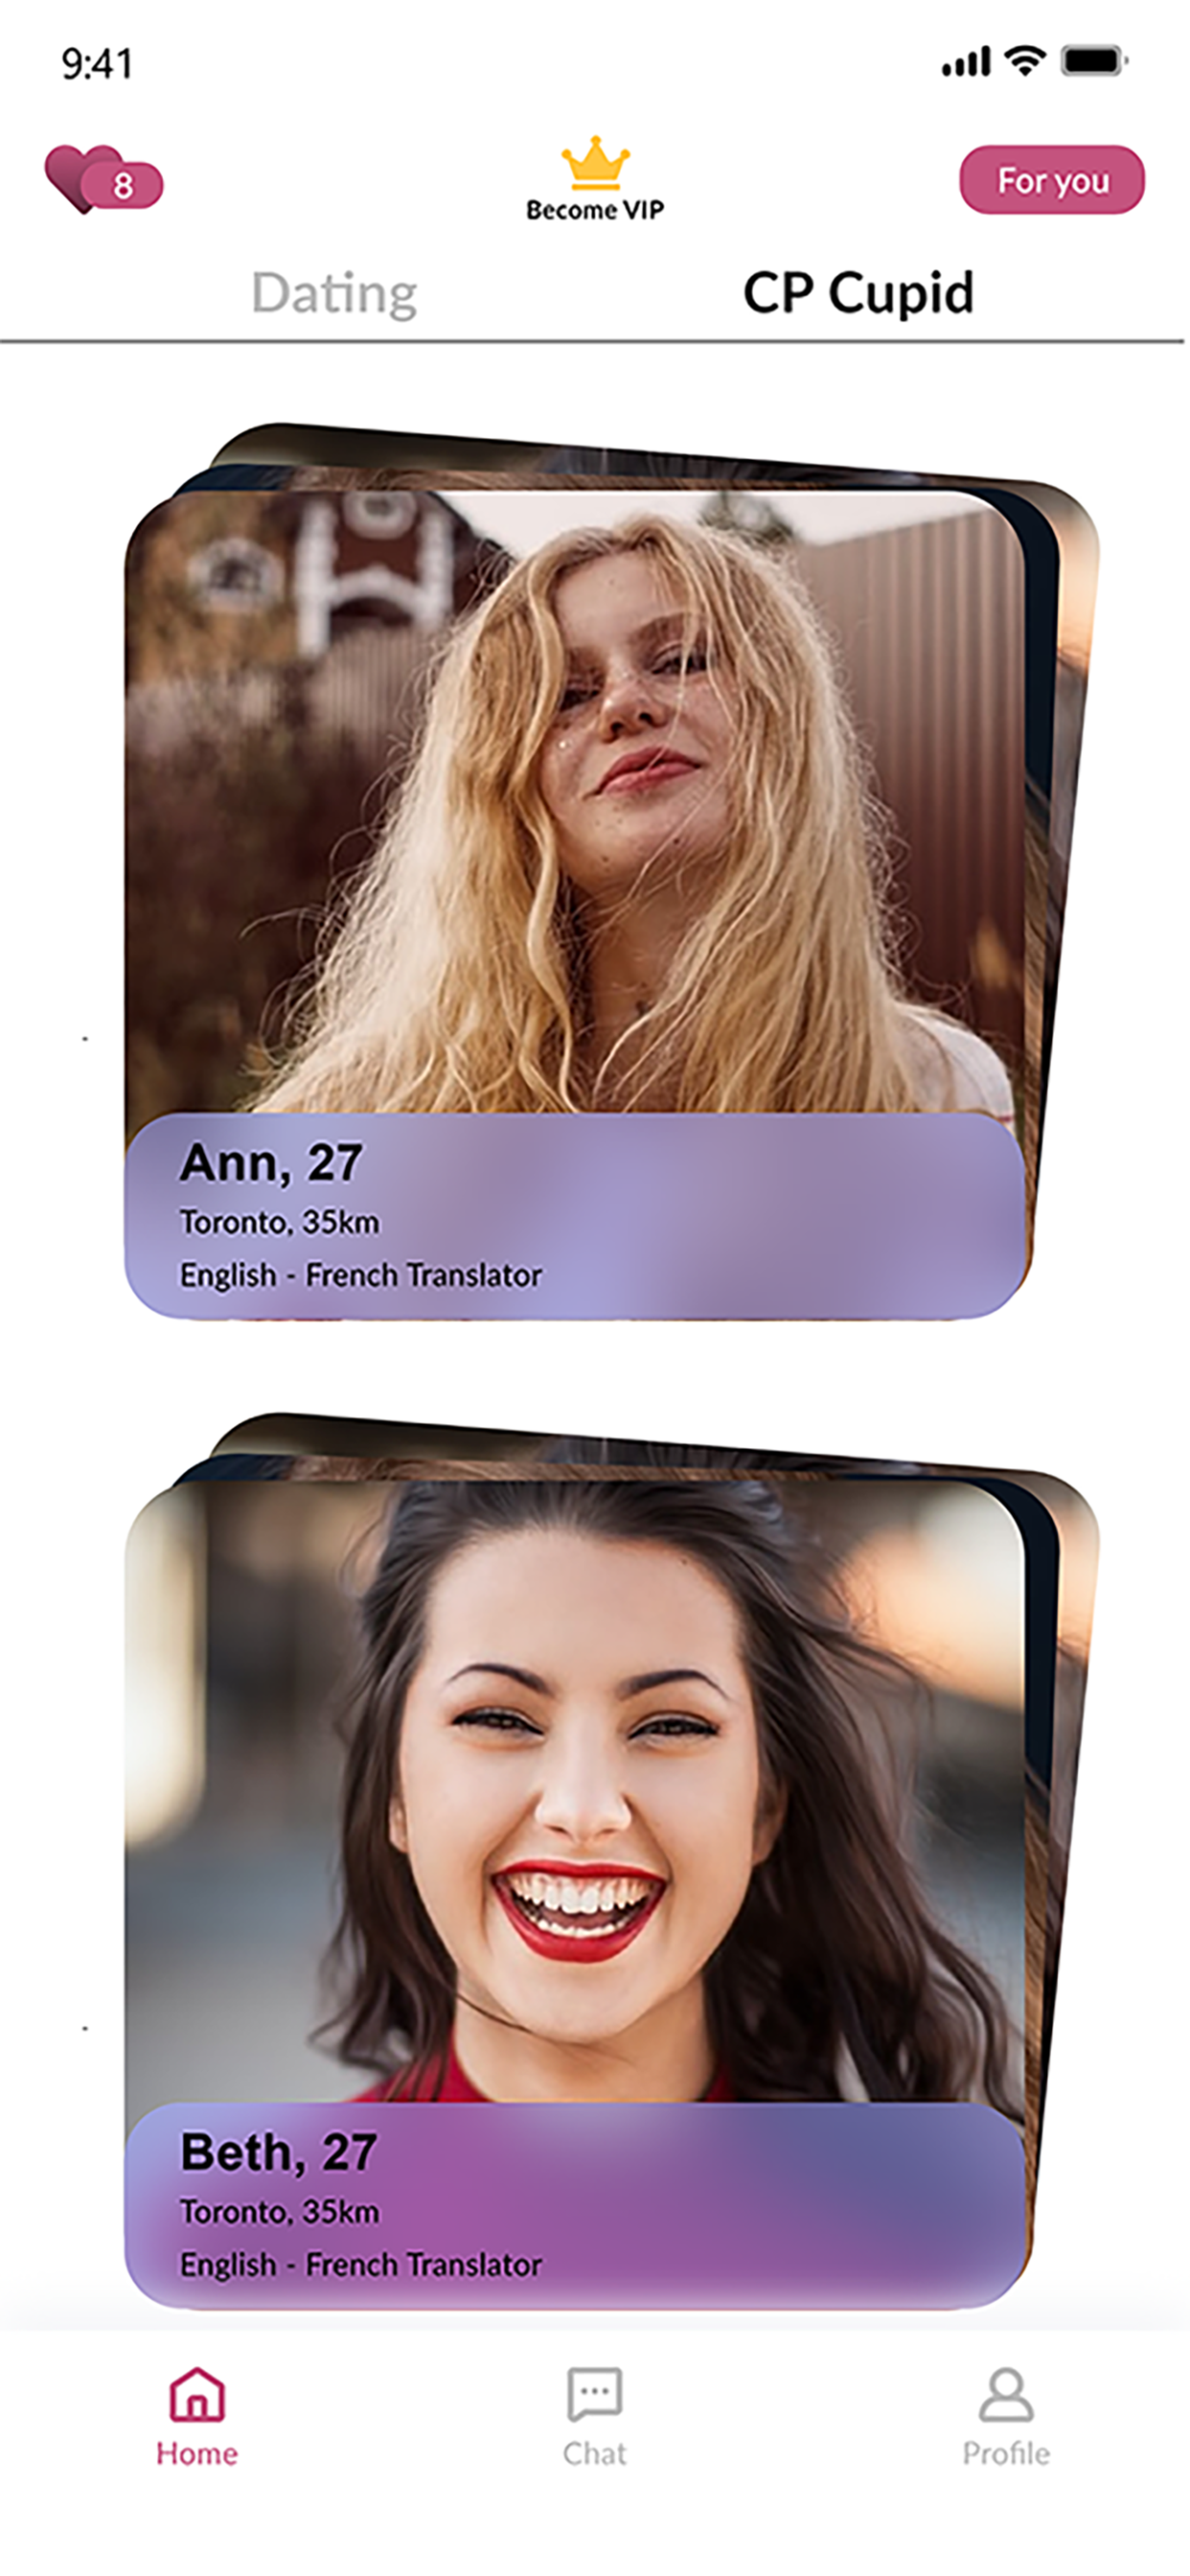 9:41
8
Become VIP
For you
Dating
CP Cupid
Ann, 27
Toronto, 35km
English - French Translator
Beth, 27
Toronto, 35km
English - French Translator
Home
Chat
Profile